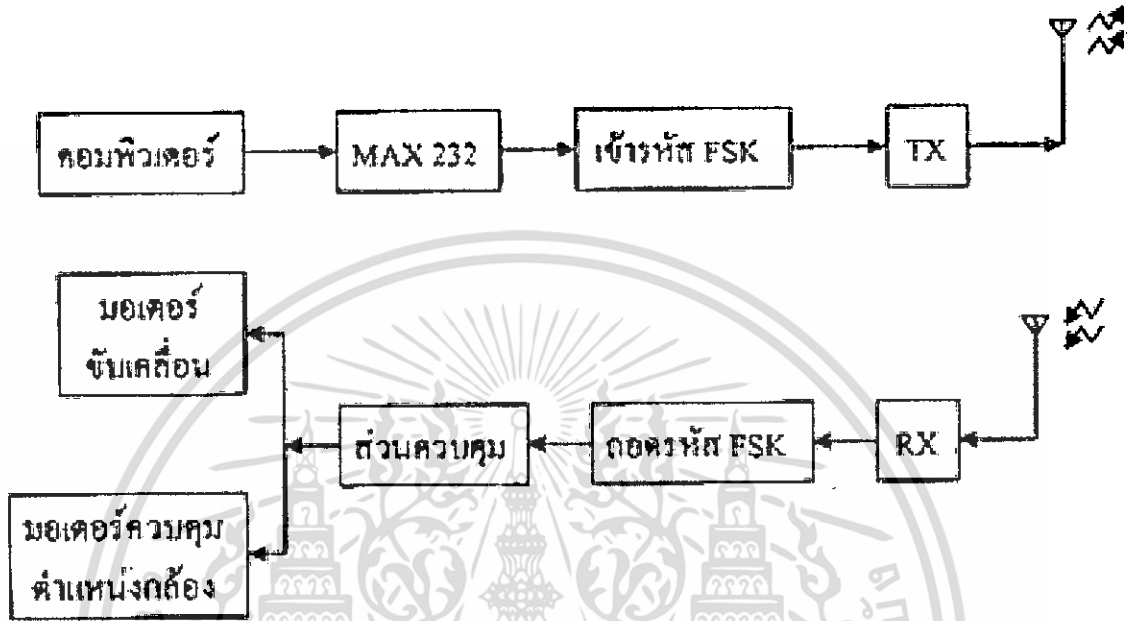 คอมพิวเตอร์
MAX 232
เข้ารหัส FSK
TX
มอเตอร์
ขับเคลื่อน
ส่วนควบคุม
ถอดรหัส FSK
RX
มอเตอร์ควบคุม
ตำแหน่งกล้อง